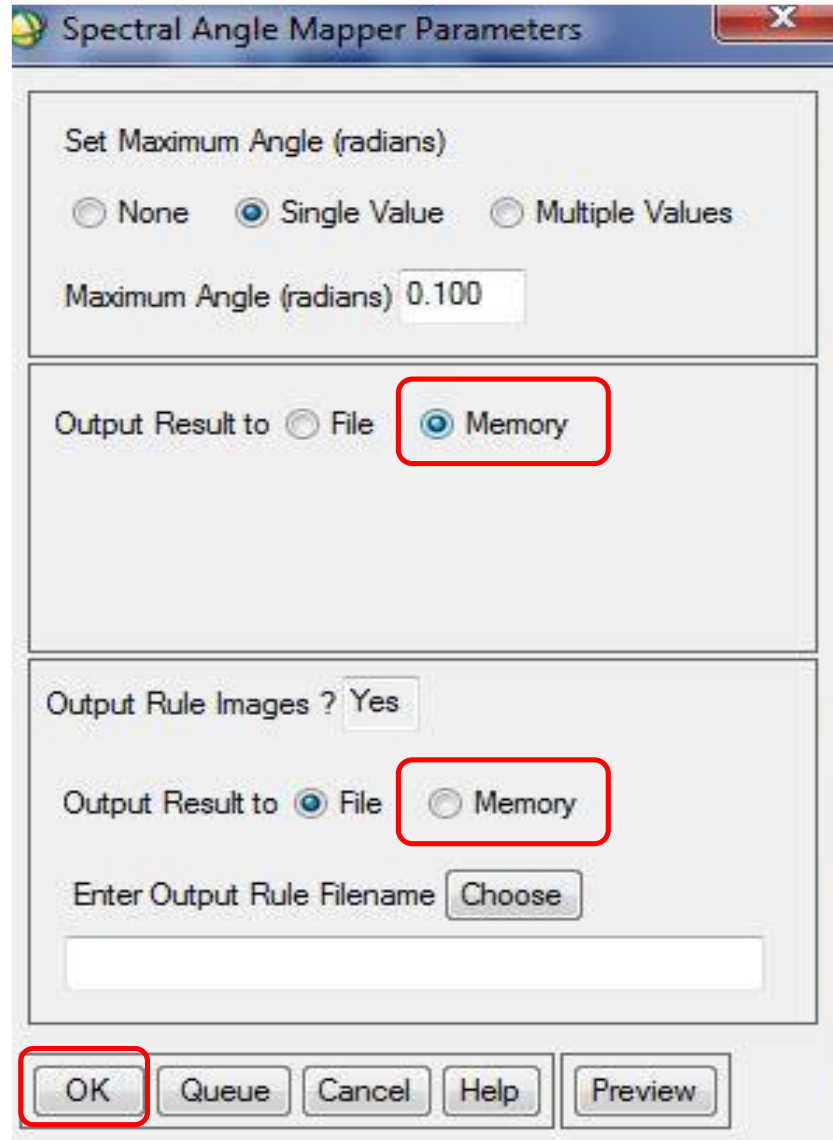 Spectral Angle Mapper Parameters
Set Maximum Angle (radians)
None Single Value Multiple Values
Maximum Angle (radians) 0.100
Output Result to File Memory
Output Rule Images ? Yes
Output Result to File Memory
Enter Output Rule Filename Choose
OK Queue Cancel Help Preview